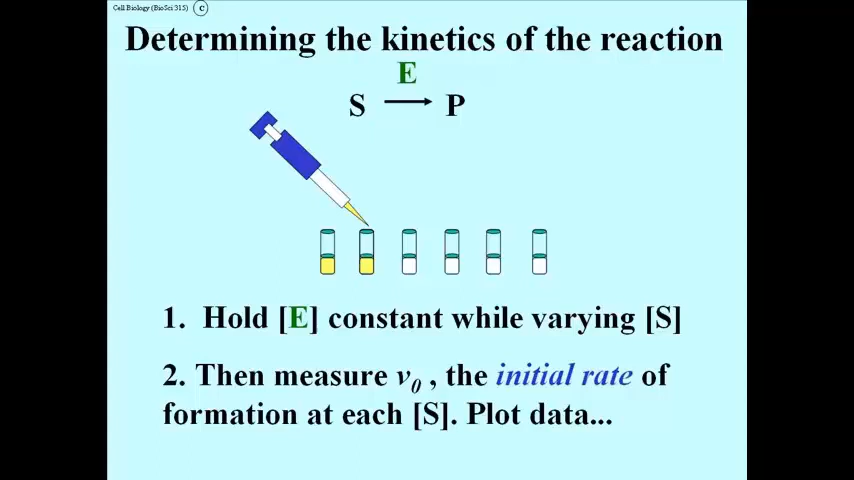 Cell Biology (BioSci 315) C
Determining the kinetics of the reaction
E
S → P
1. Hold [E] constant while varying [S]
2. Then measure v0 , the initial rate of
formation at each [S]. Plot data...